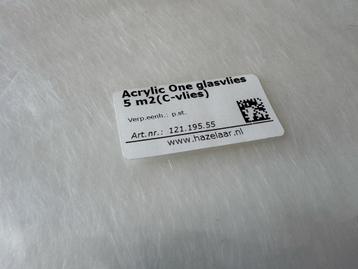 Acrylic One glasvlies
5 m2(C-vlies)
Verp.eenh.: p.st.
Art.nr.: 121.195.55
www.hazelaar.nl